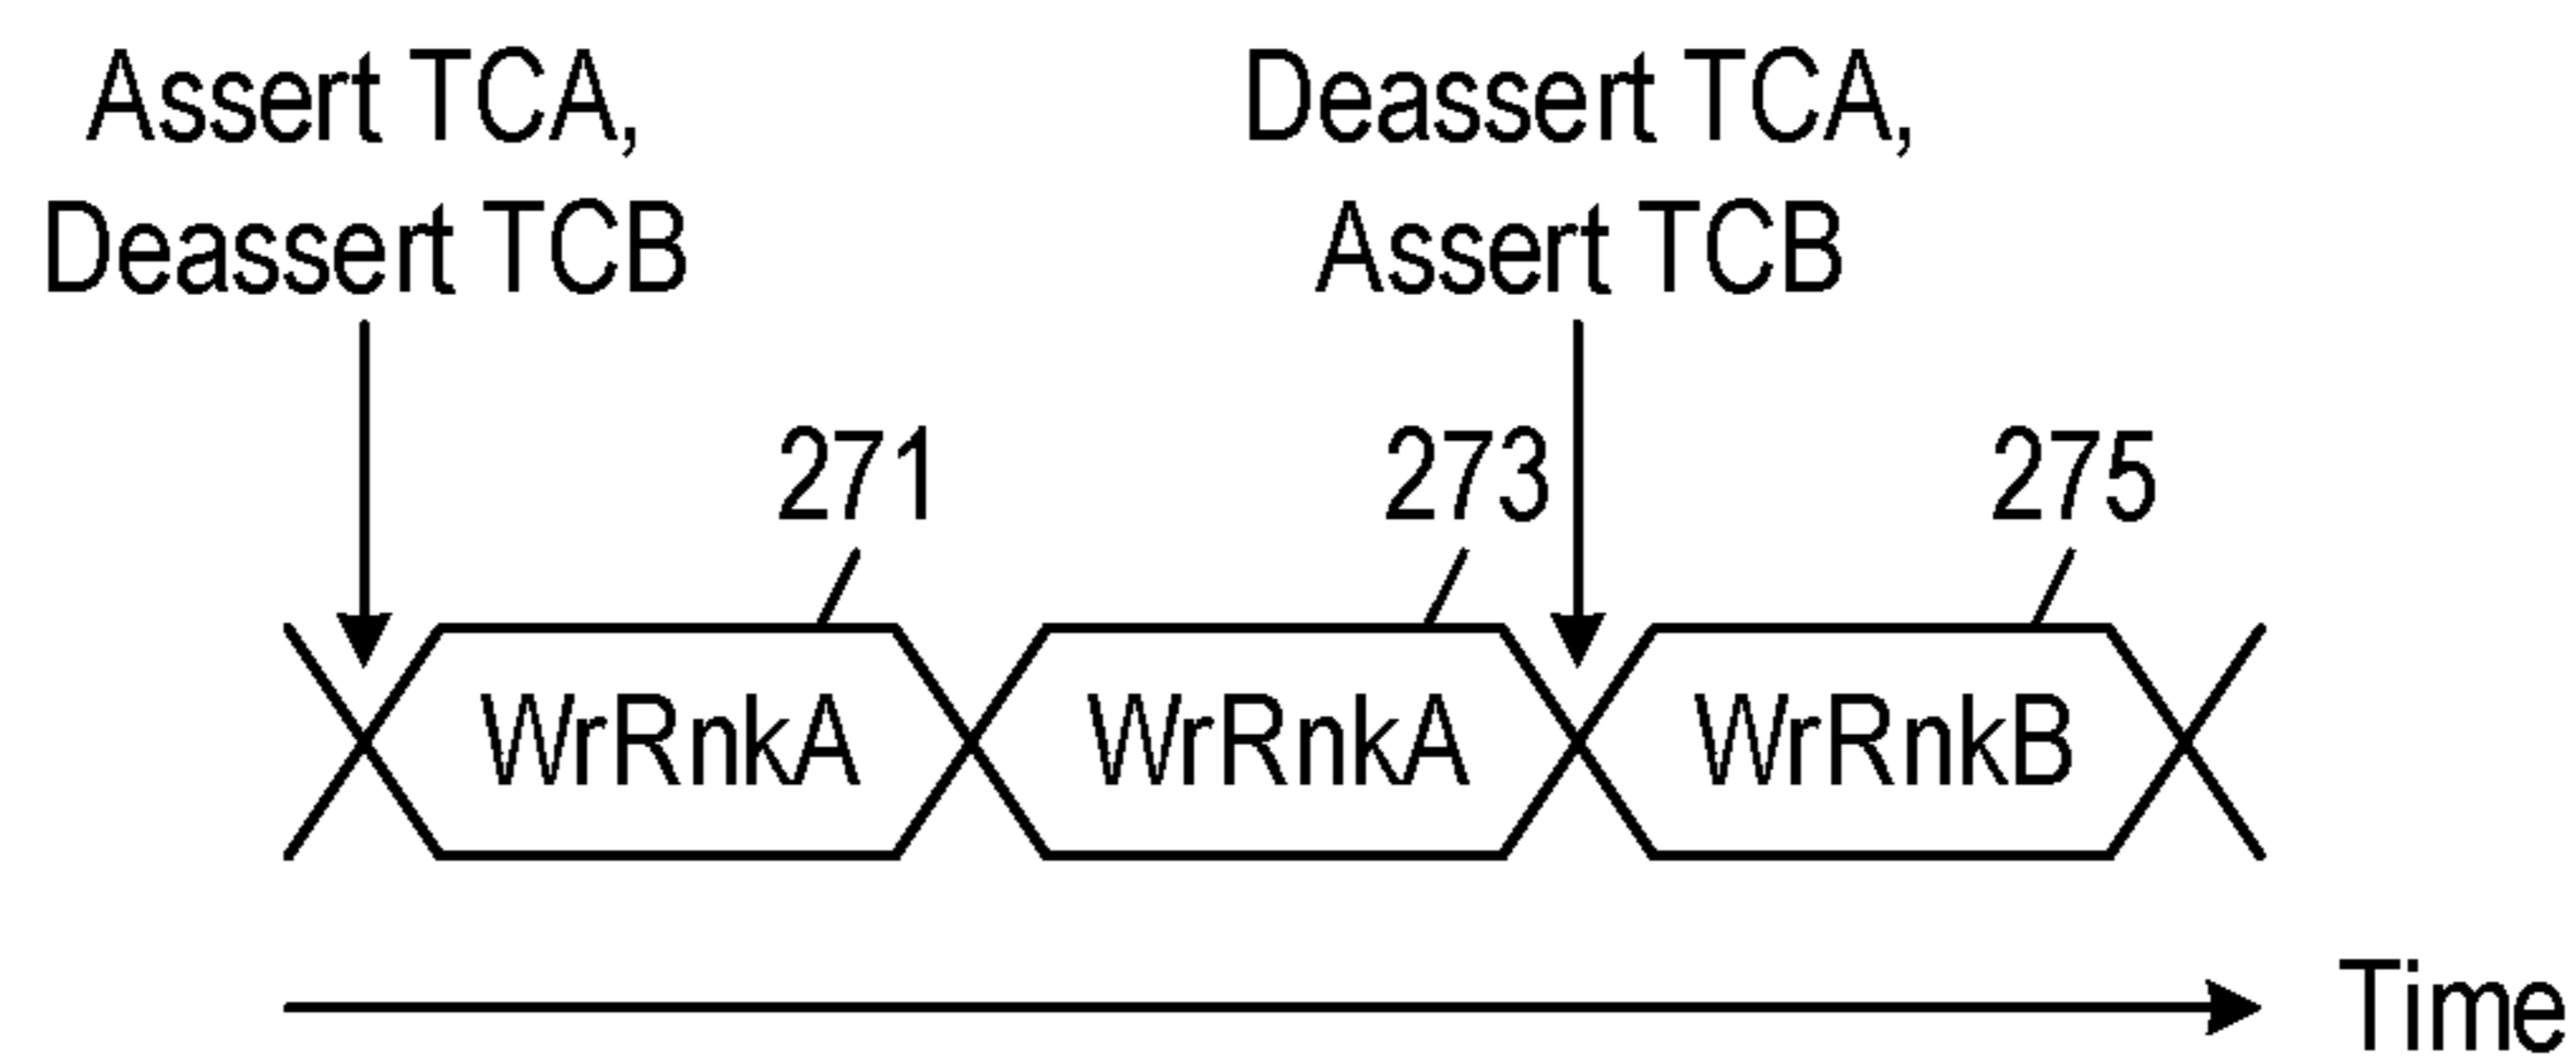 Assert TCA,
Deassert TCB
Deassert TCA,
Assert TCB
271
273
275
WrRnkA
WrRnkA
WrRnkB
Time